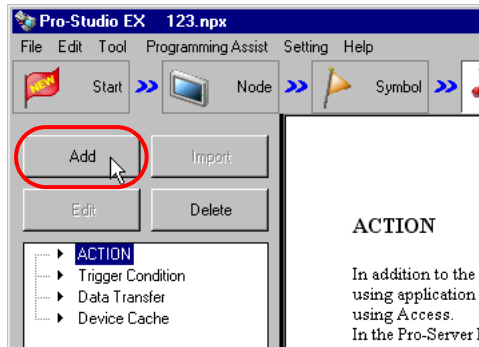 Pro-Studio EX 123.npx
File Edit Tool Programming Assist Setting Help
NEW Start Node Symbol
Add Import
Edit Delete
ACTION
Trigger Condition
Data Transfer
Device Cache
ACTION
In addition to the
using application
using Access.
In the Pro-Server